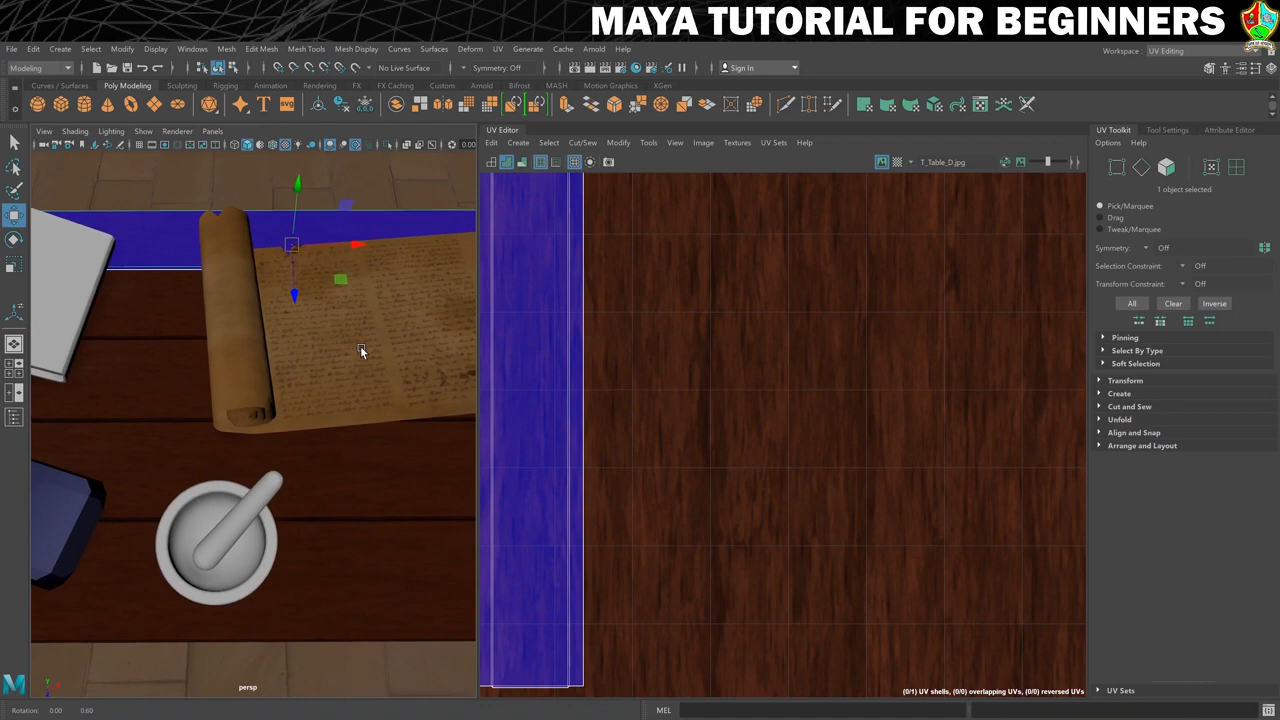 MAYA TUTORIAL FOR BEGINNERS
File Edit Create Select Modify Display Windows Mesh Edit Mesh Mesh Tools Mesh Display Curves Surfaces Deform UV Generate Cache Arnold Help
Workspace : UV Editing
Modeling No Live Surface Symmetry: Off Sign In
Curves / Surfaces Poly Modeling Sculpting Rigging Animation Rendering FX FX Caching Custom Arnold Bifrost MASH Motion Graphics XGen
View Shading Lighting Show Renderer Panels
0.00
UV Editor
Edit Create Select Cut/Sew Modify Tools View Image Textures UV Sets Help
T_Table_D.jpg
UV Toolkit Tool Settings Attribute Editor
Options Help
1 object selected
Pick/Marquee
Drag
Tweak/Marquee
Symmetry: Off
Selection Constraint: Off
Transform Constraint: Off
All Clear Inverse
Pinning
Select By Type
Soft Selection
Transform
Create
Cut and Sew
Unfold
Align and Snap
Arrange and Layout
UV Sets
persp
(0/1) UV shells, (0/0) overlapping UVs, (0/0) reversed UVs
Rotation: 0.00 0.60
MEL